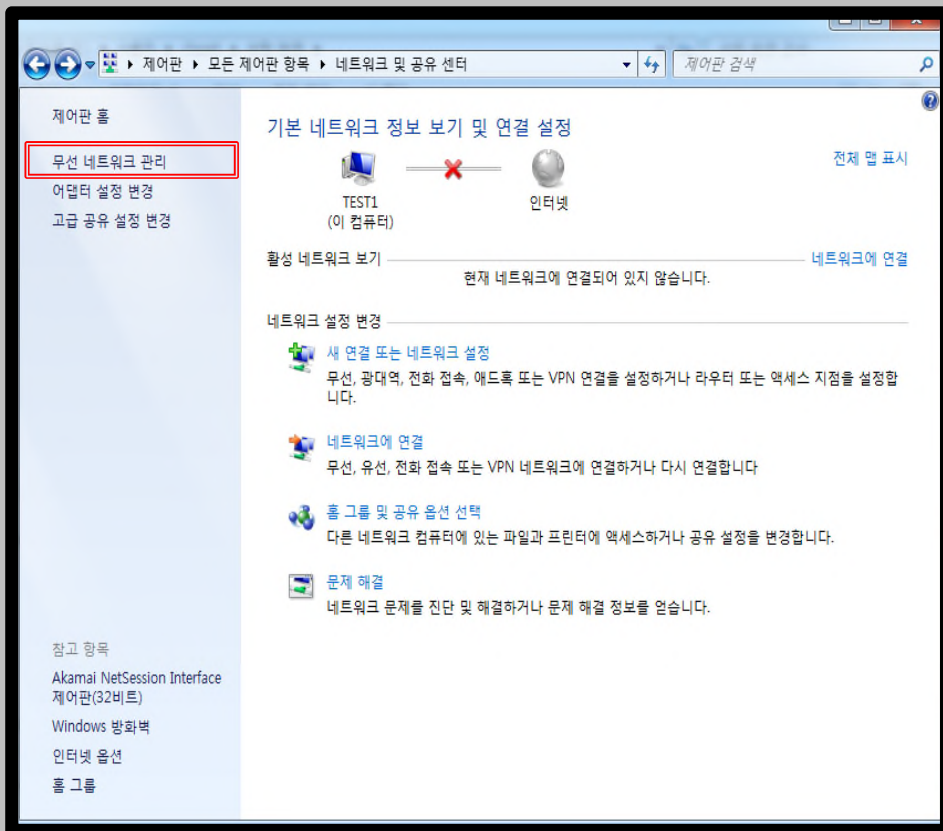 제어판 ▸ 모든 제어판 항목 ▸ 네트워크 및 공유 센터
제어판 검색
제어판 홈
무선 네트워크 관리
어댑터 설정 변경
고급 공유 설정 변경
기본 네트워크 정보 보기 및 연결 설정
전체 맵 표시
TEST1
(이 컴퓨터)
인터넷
활성 네트워크 보기
네트워크에 연결
현재 네트워크에 연결되어 있지 않습니다.
네트워크 설정 변경
새 연결 또는 네트워크 설정
무선, 광대역, 전화 접속, 애드혹 또는 VPN 연결을 설정하거나 라우터 또는 액세스 지점을 설정합
니다.
네트워크에 연결
무선, 유선, 전화 접속 또는 VPN 네트워크에 연결하거나 다시 연결합니다
홈 그룹 및 공유 옵션 선택
다른 네트워크 컴퓨터에 있는 파일과 프린터에 액세스하거나 공유 설정을 변경합니다.
문제 해결
네트워크 문제를 진단 및 해결하거나 문제 해결 정보를 얻습니다.
참고 항목
Akamai NetSession Interface
제어판(32비트)
Windows 방화벽
인터넷 옵션
홈 그룹